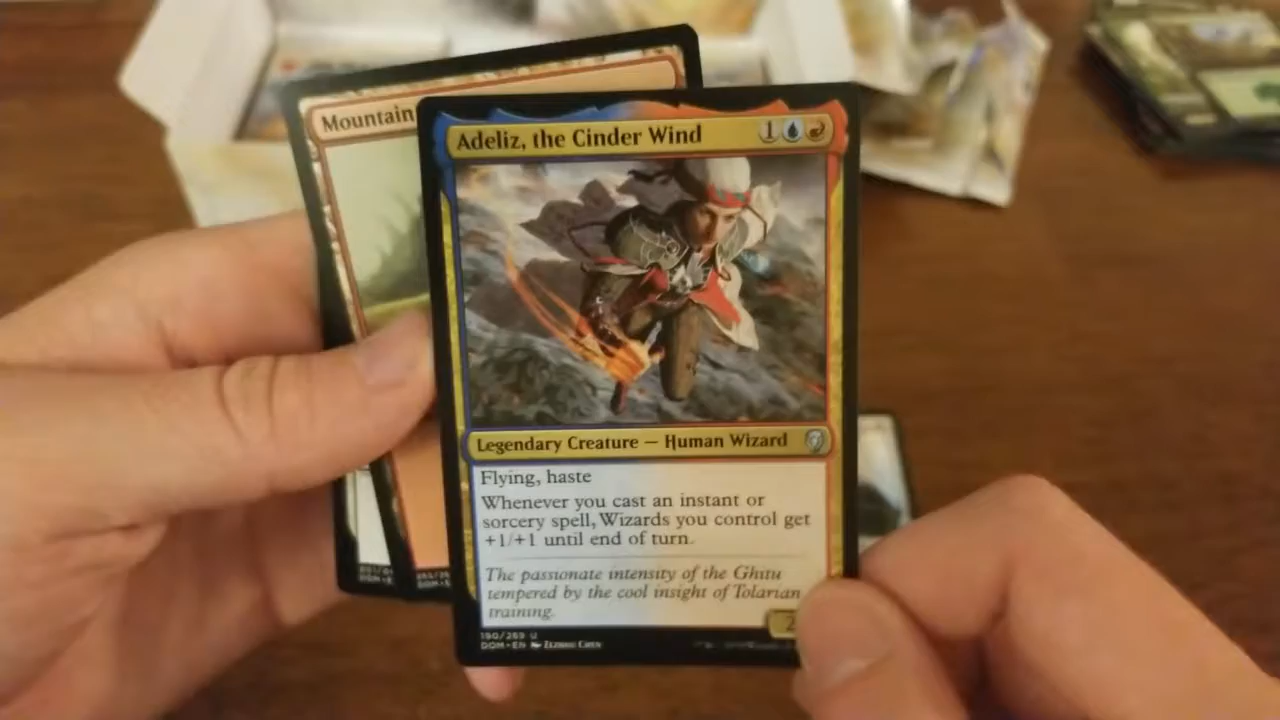 Mountain
Adeliz, the Cinder Wind
1
Legendary Creature — Human Wizard
Flying, haste
Whenever you cast an instant or
sorcery spell, Wizards you control get
+1/+1 until end of turn.
The passionate intensity of the Ghitu
tempered by the cool insight of Tolarian
training.
2
190/269 U
DOM • EN